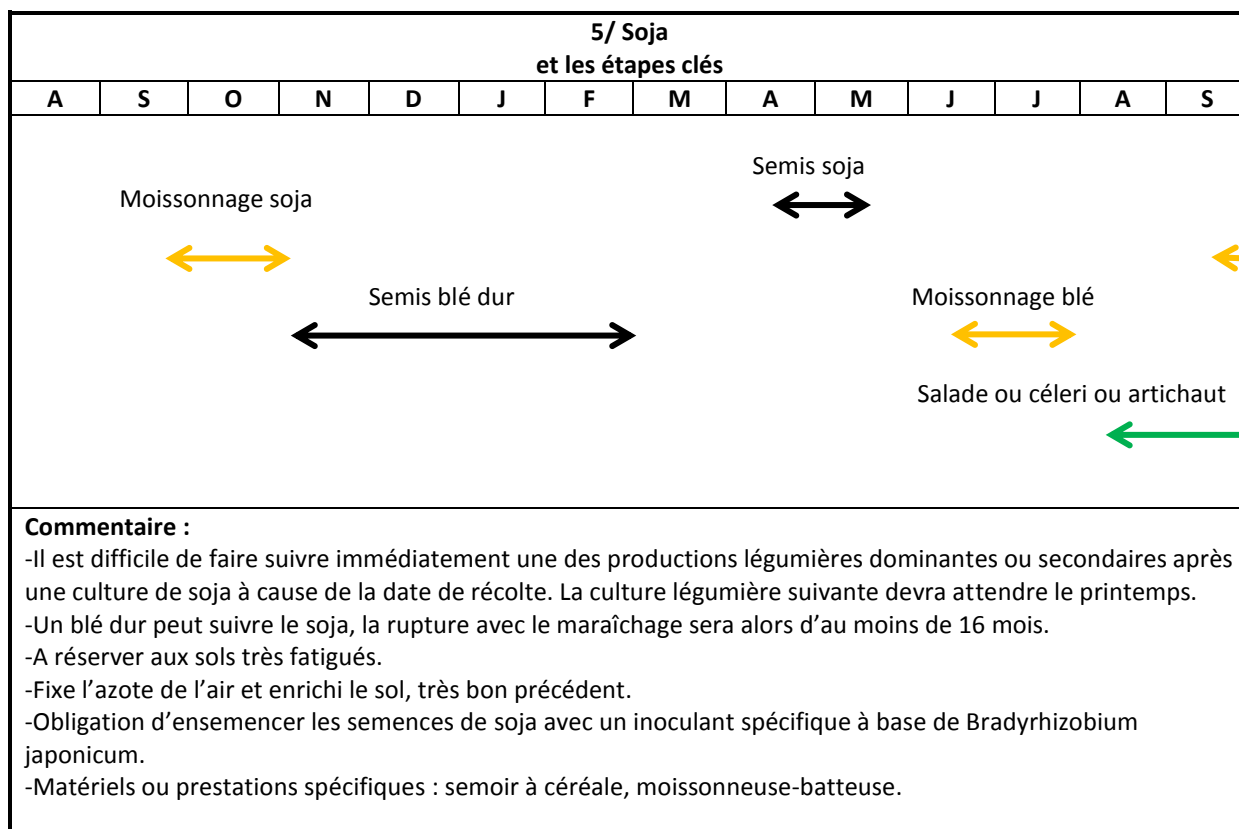 5/ Soja
et les étapes clés
A S O N D J F M A M J J A S
Semis soja
Moissonnage soja
Semis blé dur
Moissonnage blé
Salade ou céleri ou artichaut
Commentaire :
-Il est difficile de faire suivre immédiatement une des productions légumières dominantes ou secondaires après
une culture de soja à cause de la date de récolte. La culture légumière suivante devra attendre le printemps.
-Un blé dur peut suivre le soja, la rupture avec le maraîchage sera alors d’au moins de 16 mois.
-A réserver aux sols très fatigués.
-Fixe l’azote de l’air et enrichi le sol, très bon précédent.
-Obligation d’ensemencer les semences de soja avec un inoculant spécifique à base de Bradyrhizobium
japonicum.
-Matériels ou prestations spécifiques : semoir à céréale, moissonneuse-batteuse.